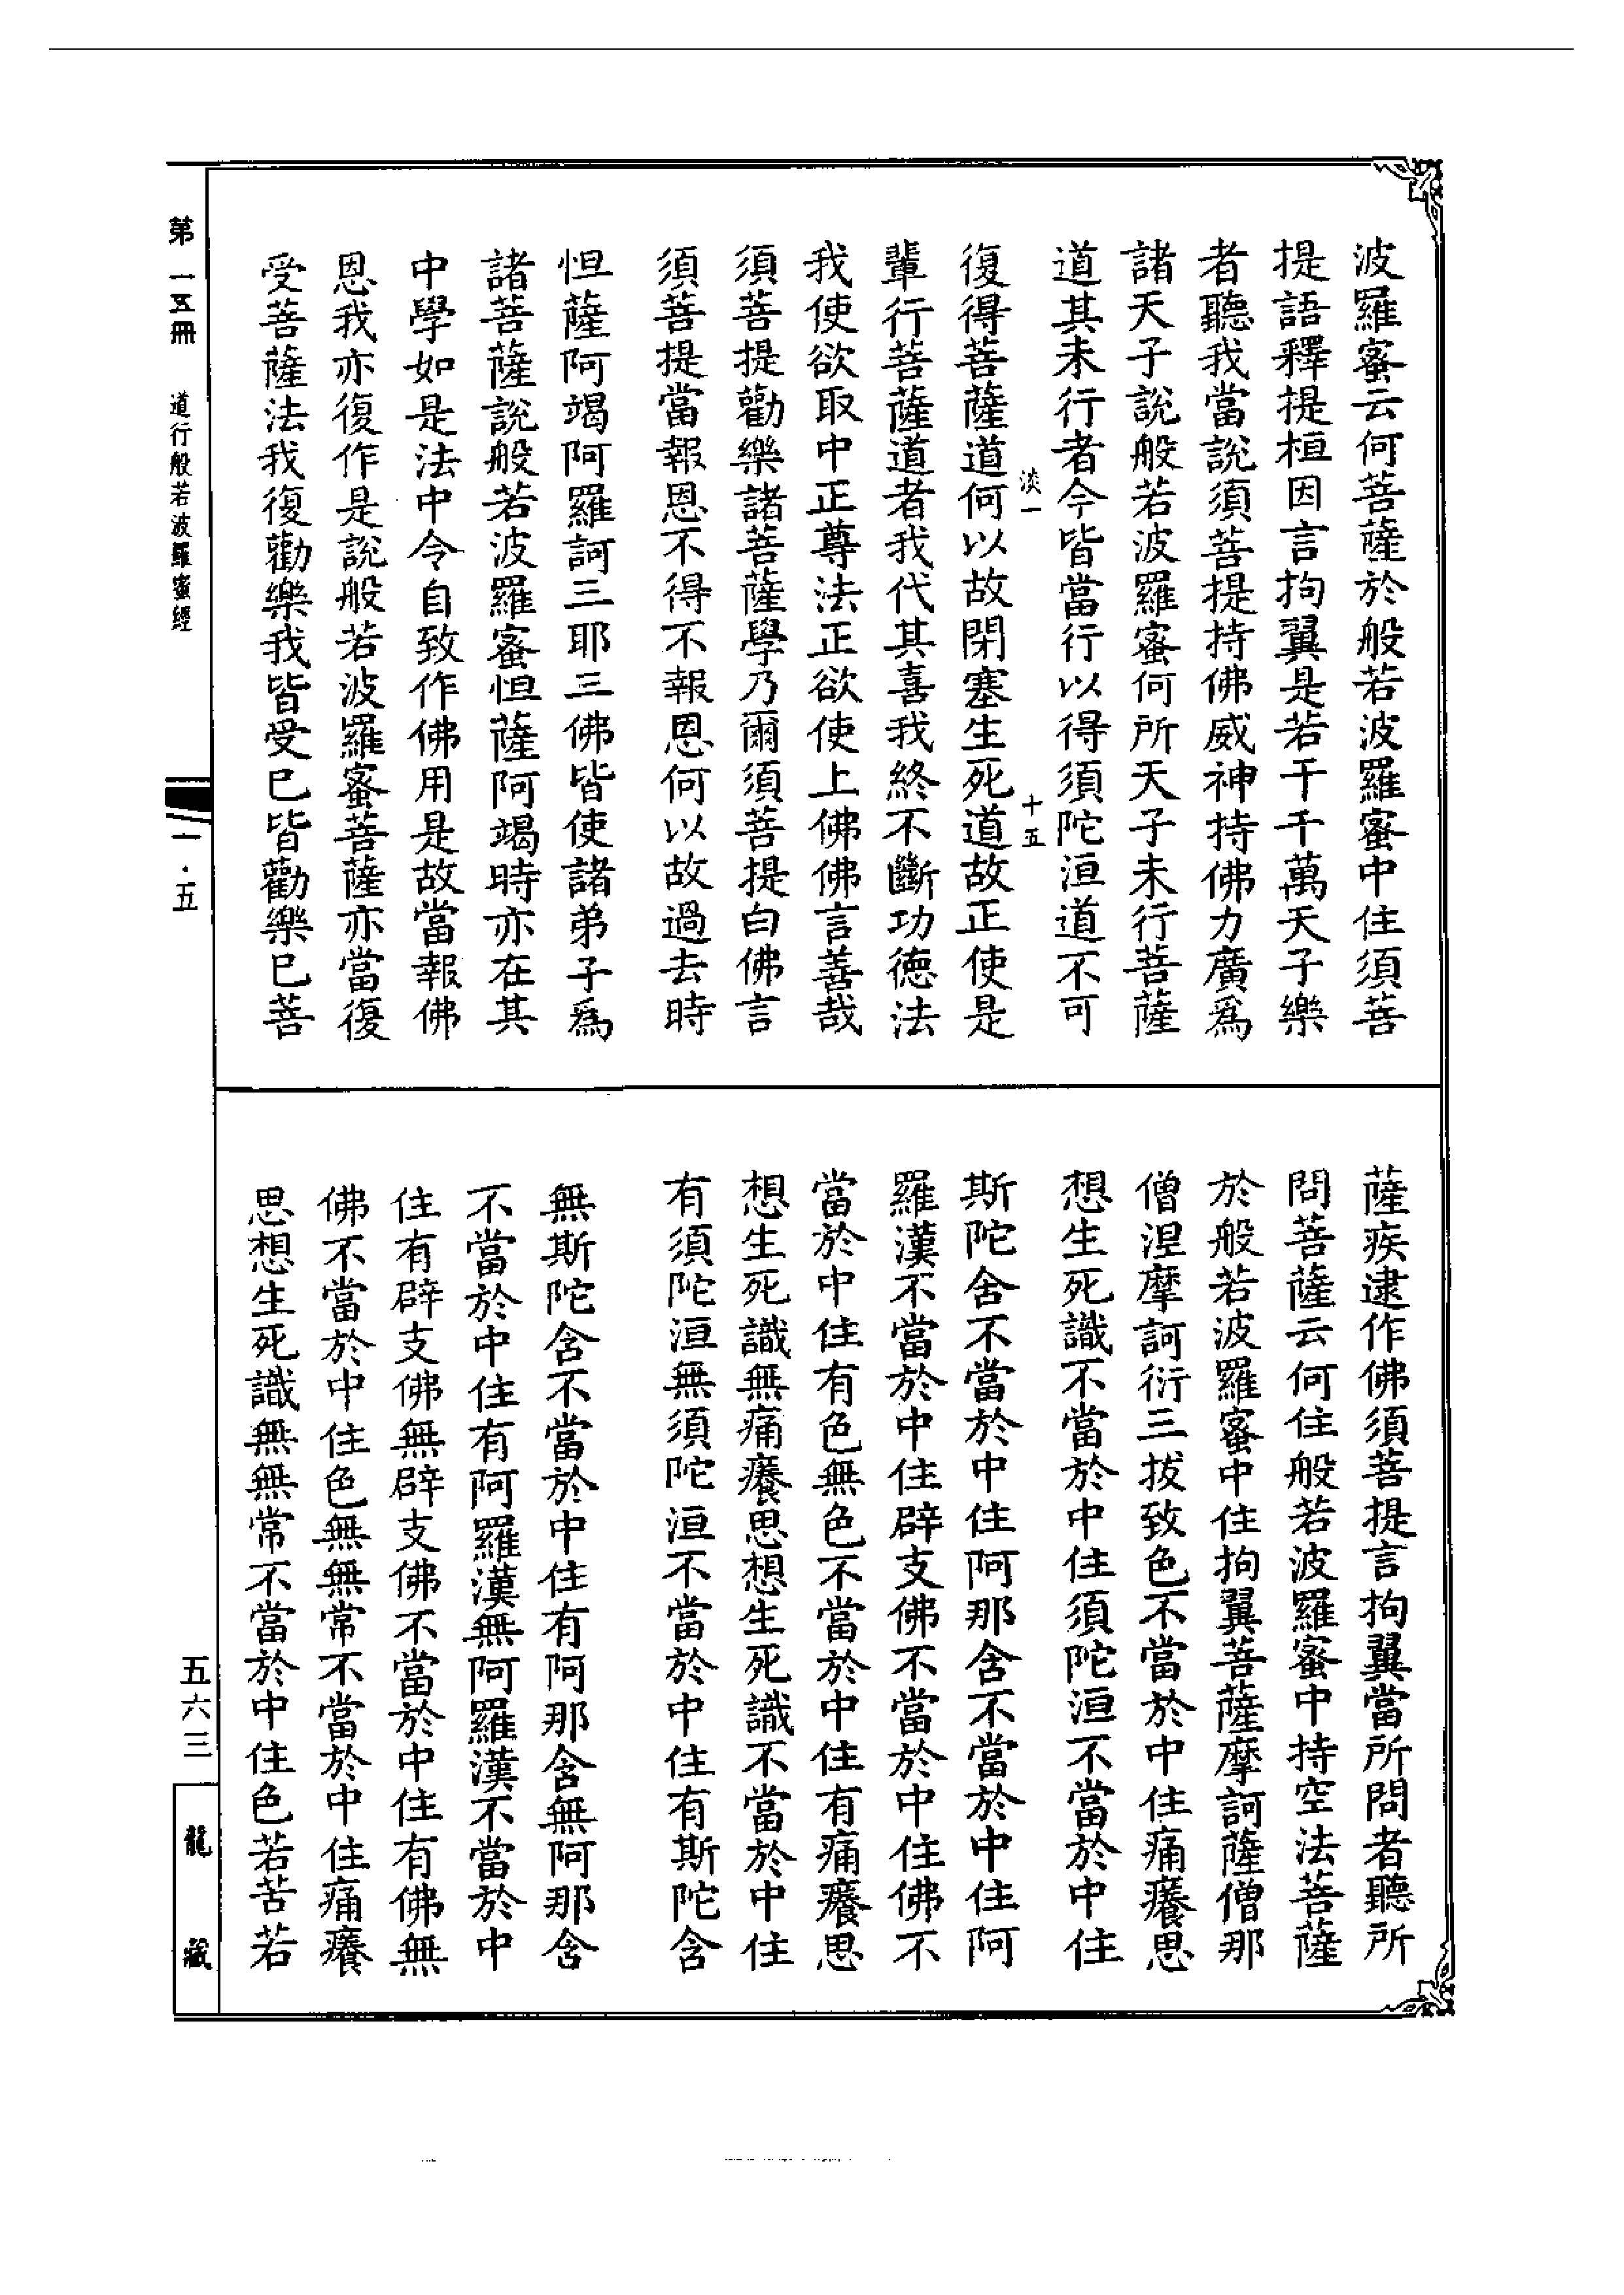 波羅蜜云何菩薩於般若波羅蜜中住須菩
提語釋提桓因言拘翼是若干千萬天子樂
者聽我當說須菩提持佛威神持佛力廣爲
諸天子說般若波羅蜜何所天子未行菩薩
道其未行者今皆當行以得須陀洹道不可
淡一
十五
復得菩薩道何以故閉塞生死道故正使是
輩行菩薩道者我代其喜我終不斷功德法
我使欲取中正尊法正欲使上佛佛言善哉
須菩提勸樂諸菩薩學乃爾須菩提白佛言
須菩提當報恩不得不報恩何以故過去時
怛薩阿竭阿羅訶三耶三佛皆使諸弟子爲
諸菩薩說般若波羅蜜怛薩阿竭時亦在其
中學如是法中令自致作佛用是故當報佛
恩我亦復作是說般若波羅蜜菩薩亦當復
受菩薩法我復勸樂我皆受已皆勸樂已菩
薩疾逮作佛須菩提言拘翼當所問者聽所
問菩薩云何住般若波羅蜜中持空法菩薩
於般若波羅蜜中住拘翼菩薩摩訶薩僧那
僧涅摩訶衍三拔致色不當於中住痛癢思
想生死識不當於中住須陀洹不當於中住
斯陀含不當於中住阿那含不當於中住阿
羅漢不當於中住辟支佛不當於中住佛不
當於中住有色無色不當於中住有痛癢思
想生死識無痛癢思想生死識不當於中住
有須陀洹無須陀洹不當於中住有斯陀含
無斯陀含不當於中住有阿那含無阿那含
不當於中住有阿羅漢無阿羅漢不當於中
住有辟支佛無辟支佛不當於中住有佛無
佛不當於中住色無無常不當於中住痛癢
思想生死識無無常不當於中住色若苦若
第一五冊 道行般若波羅蜜經
一·五
五六三
龍藏